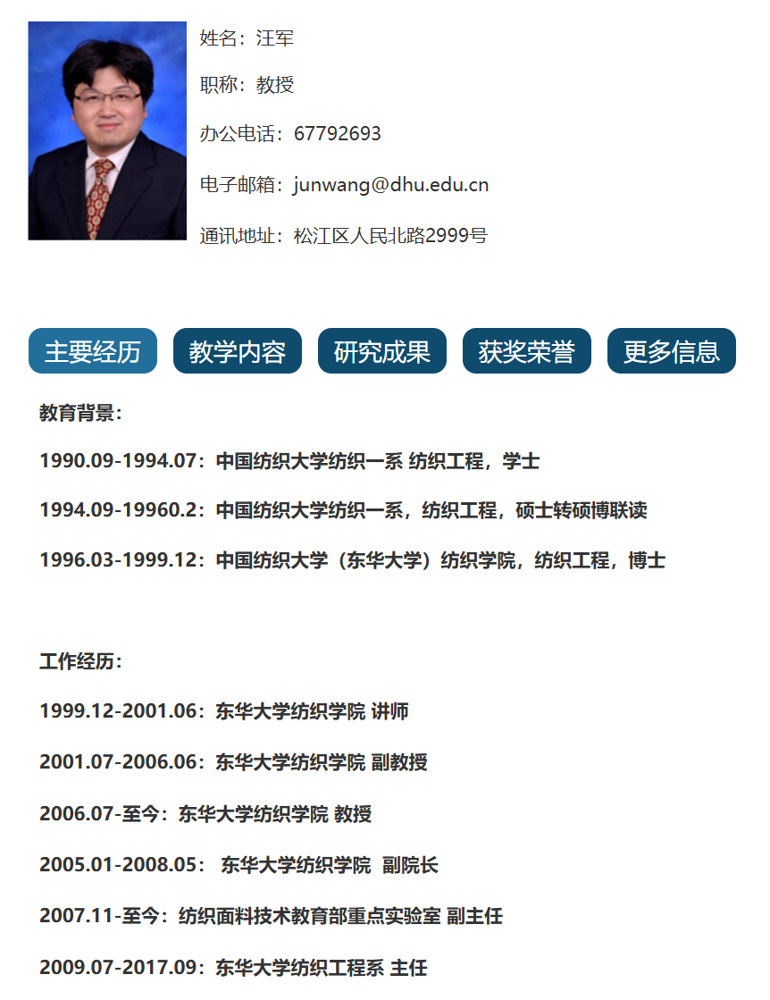 姓名：汪军
职称：教授
办公电话：67792693
电子邮箱：junwang@dhu.edu.cn
通讯地址：松江区人民北路2999号
主要经历 教学内容 研究成果 获奖荣誉 更多信息
教育背景：
1990.09-1994.07：中国纺织大学纺织一系 纺织工程，学士
1994.09-19960.2：中国纺织大学纺织一系，纺织工程，硕士转硕博联读
1996.03-1999.12：中国纺织大学（东华大学）纺织学院，纺织工程，博士
工作经历：
1999.12-2001.06：东华大学纺织学院 讲师
2001.07-2006.06：东华大学纺织学院 副教授
2006.07-至今：东华大学纺织学院 教授
2005.01-2008.05： 东华大学纺织学院  副院长
2007.11-至今：纺织面料技术教育部重点实验室 副主任
2009.07-2017.09：东华大学纺织工程系 主任